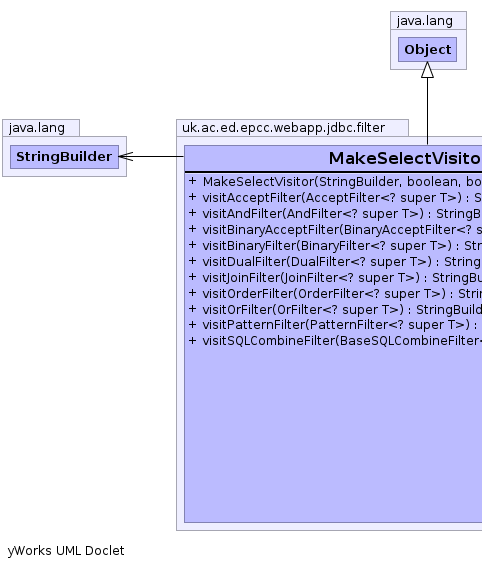 java.lang
Object
java.lang
StringBuilder
uk.ac.ed.epcc.webapp.jdbc.filter
MakeSelectVisito
+ MakeSelectVisitor(StringBuilder, boolean, bo
+ visitAcceptFilter(AcceptFilter<? super T>) : S
+ visitAndFilter(AndFilter<? super T>) : StringB
+ visitBinaryAcceptFilter(BinaryAcceptFilter<? s
+ visitBinaryFilter(BinaryFilter<? super T>) : Str
+ visitDualFilter(DualFilter<? super T>) : String
+ visitJoinFilter(JoinFilter<? super T>) : StringBu
+ visitOrderFilter(OrderFilter<? super T>) : Strin
+ visitOrFilter(OrFilter<? super T>) : StringBuild
+ visitPatternFilter(PatternFilter<? super T>) :
+ visitSQLCombineFilter(BaseSQLCombineFilter<
yWorks UML Doclet